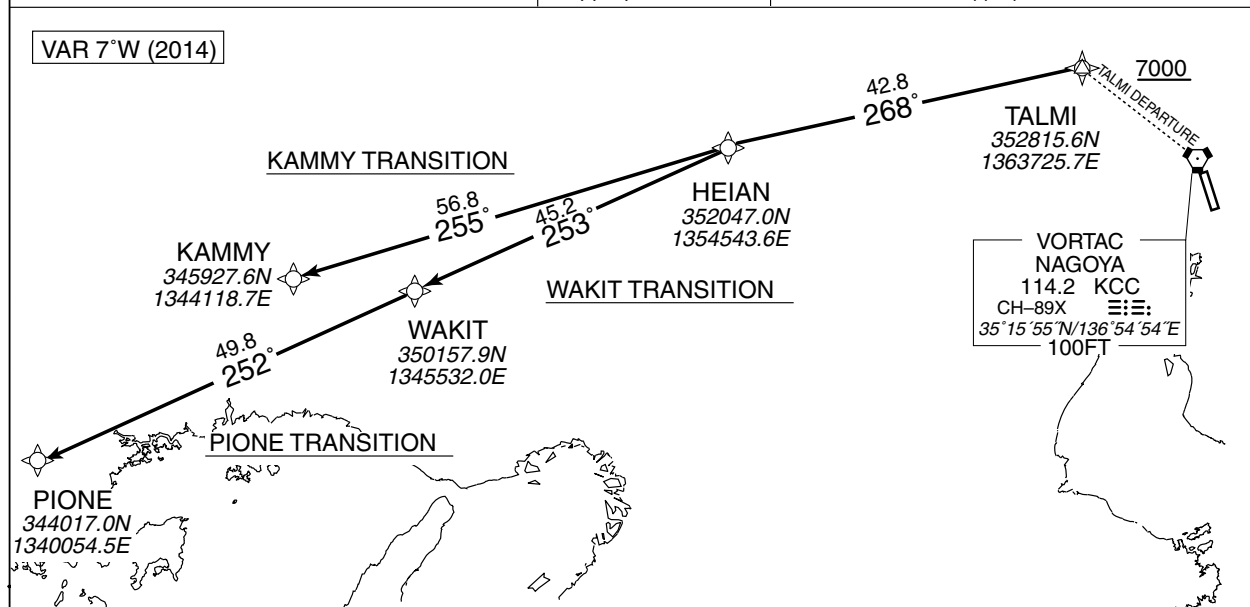 VAR 7°W (2014)
7000
TALMI DEPARTURE
42.8
268°
TALMI
352815.6N
1363725.7E
KAMMY TRANSITION
HEIAN
352047.0N
1354543.6E
56.8
255°
45.2
253°
KAMMY
345927.6N
1344118.7E
WAKIT TRANSITION
VORTAC
NAGOYA
114.2 KCC
CH–89X
35°15´55˝N/136°54´54˝E
100FT
WAKIT
350157.9N
1345532.0E
49.8
252°
PIONE TRANSITION
PIONE
344017.0N
1340054.5E